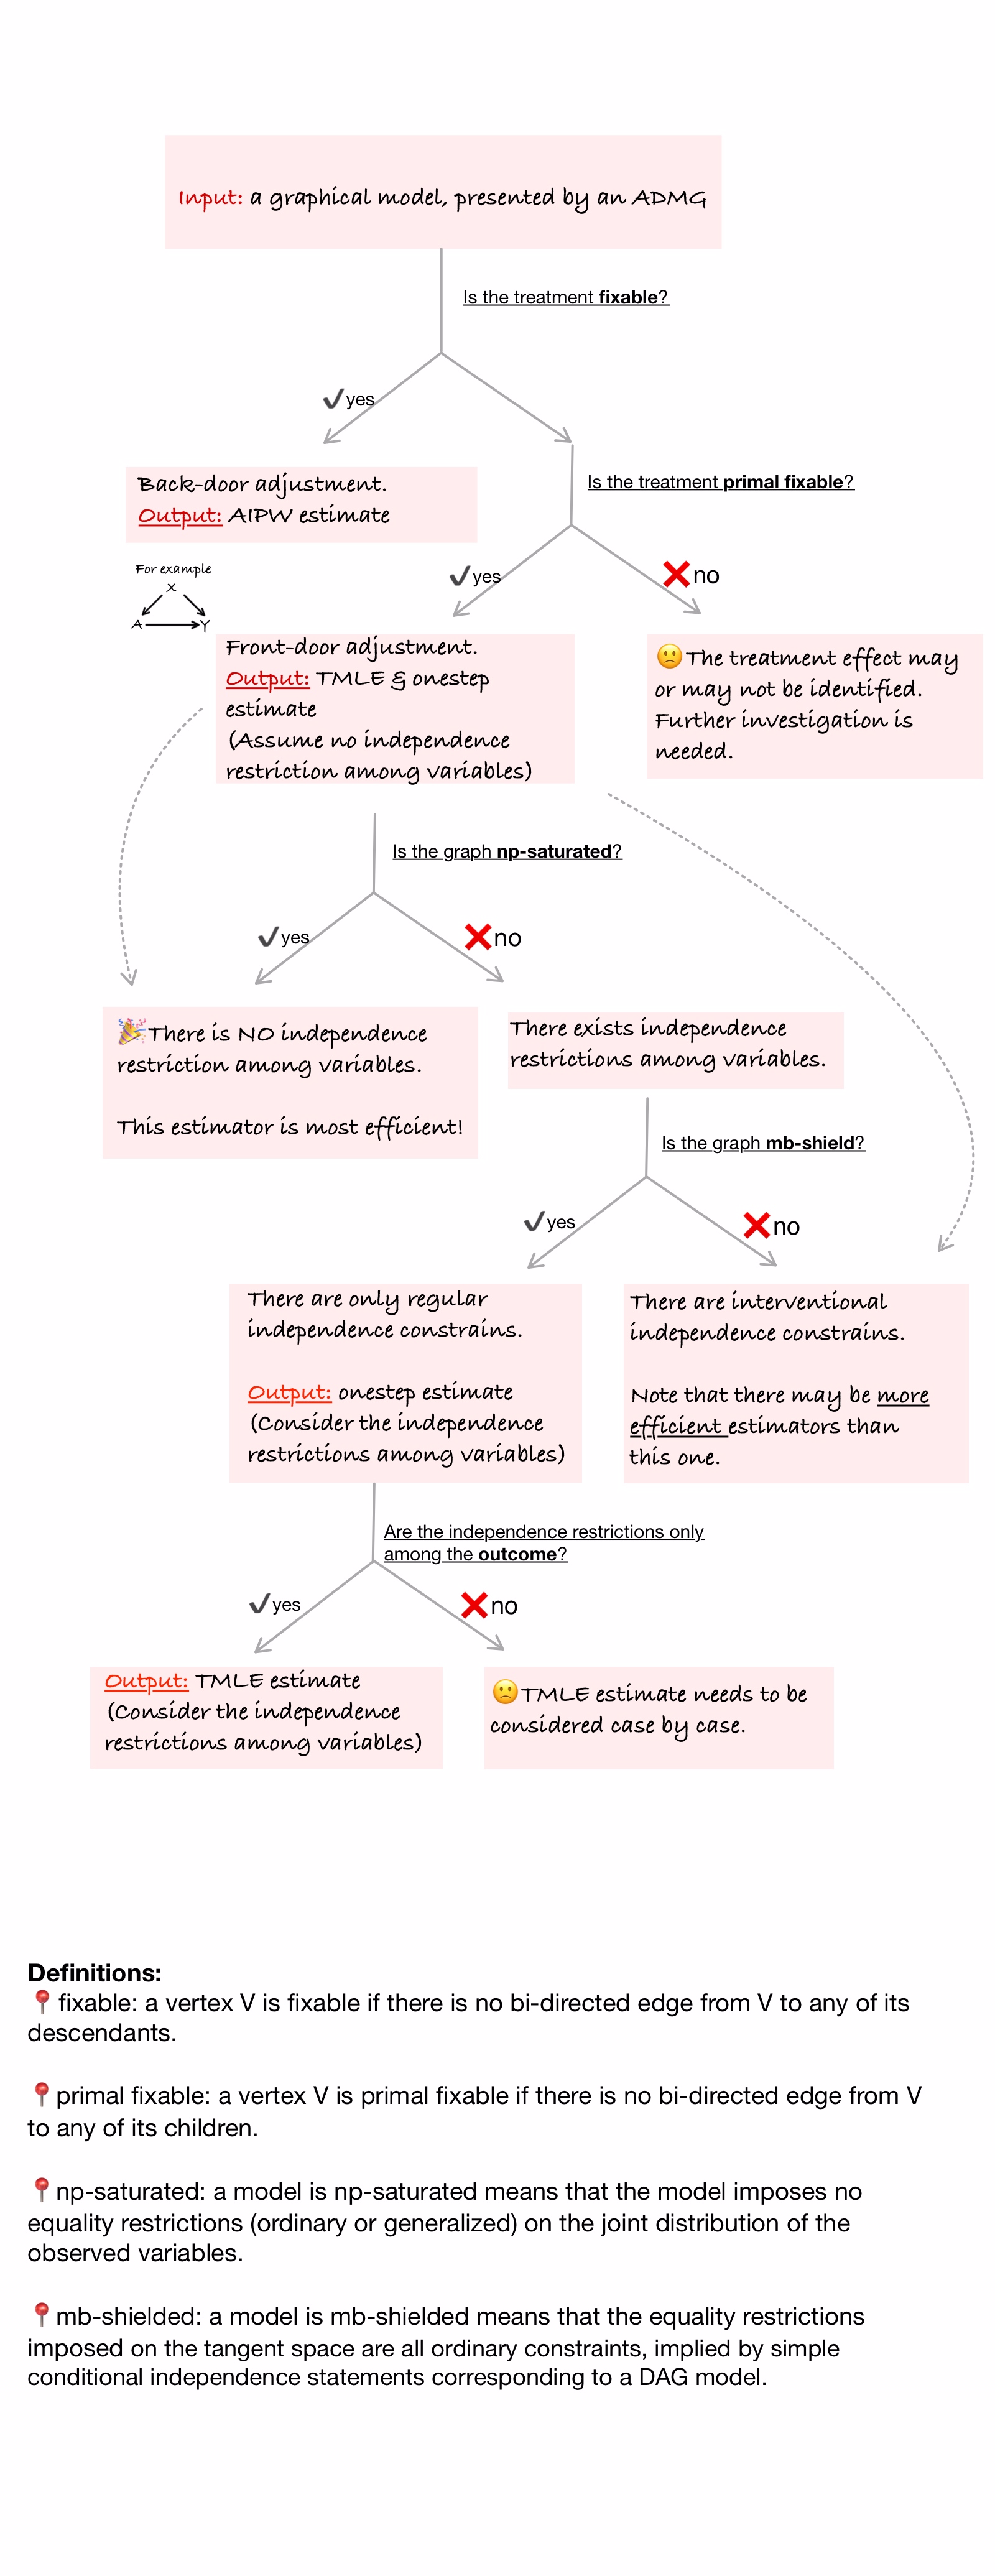 Input: a graphical model, presented by an ADMG
Is the treatment fixable?
✔yes
Back-door adjustment.
Output: AIPW estimate
Is the treatment primal fixable?
For example
X
A
Y
✔yes
❌no
Front-door adjustment.
Output: TMLE & onestep
estimate
(Assume no independence
restriction among variables)
🙁The treatment effect may
or may not be identified.
Further investigation is
needed.
Is the graph np-saturated?
✔yes
❌no
🎉There is NO independence
restriction among variables.
This estimator is most efficient!
There exists independence
restrictions among variables.
Is the graph mb-shield?
✔yes
❌no
There are only regular
independence constrains.
Output: onestep estimate
(Consider the independence
restrictions among variables)
There are interventional
independence constrains.
Note that there may be more
efficient estimators than
this one.
Are the independence restrictions only
among the outcome?
✔yes
❌no
Output: TMLE estimate
(Consider the independence
restrictions among variables)
🙁TMLE estimate needs to be
considered case by case.
Definitions:
📍fixable: a vertex V is fixable if there is no bi-directed edge from V to any of its
descendants.
📍primal fixable: a vertex V is primal fixable if there is no bi-directed edge from V
to any of its children.
📍np-saturated: a model is np-saturated means that the model imposes no
equality restrictions (ordinary or generalized) on the joint distribution of the
observed variables.
📍mb-shielded: a model is mb-shielded means that the equality restrictions
imposed on the tangent space are all ordinary constraints, implied by simple
conditional independence statements corresponding to a DAG model.